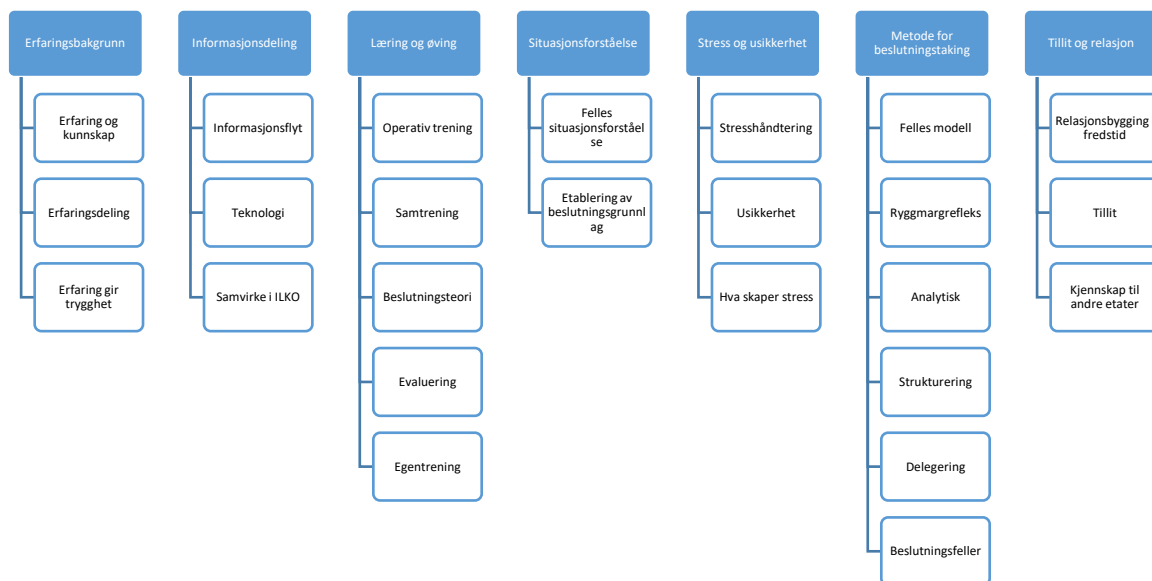 Erfaringsbakgrunn
Erfaring og
kunnskap
Erfaringsdeling
Erfaring gir
trygghet
Informasjonsdeling
Informasjonsflyt
Teknologi
Samvirke i ILKO
Læring og øving
Operativ trening
Samtrening
Beslutningsteori
Evaluering
Egentrening
Situasjonsforståelse
Felles
situasjonsforståel
se
Etablering av
beslutningsgrunnl
ag
Stress og usikkerhet
Stresshåndtering
Usikkerhet
Hva skaper stress
Metode for
beslutningstaking
Felles modell
Ryggmargrefleks
Analytisk
Strukturering
Delegering
Beslutningsfeller
Tillit og relasjon
Relasjonsbygging
fredstid
Tillit
Kjennskap til
andre etater